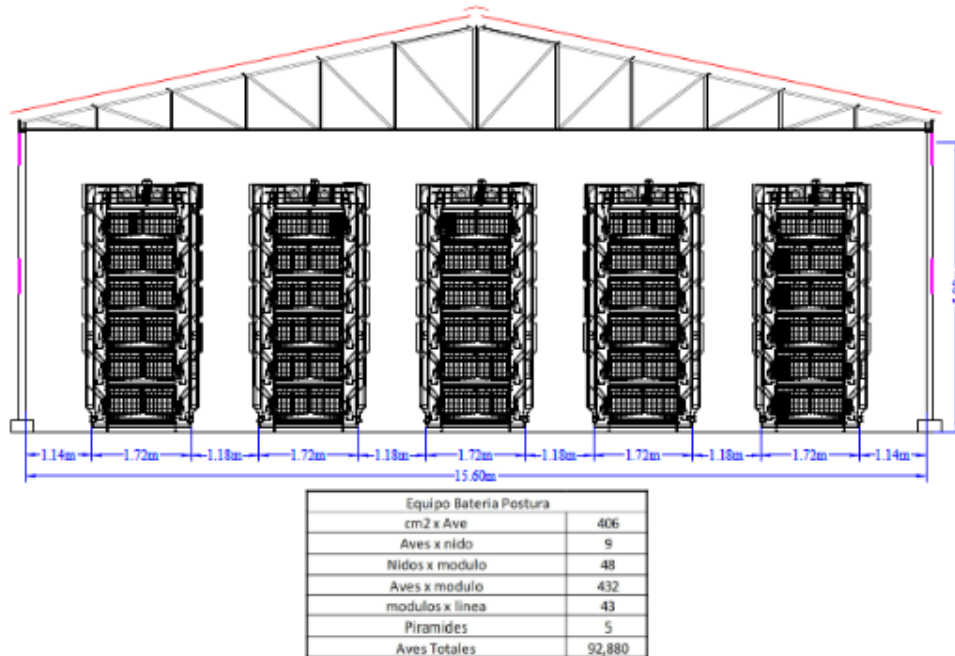 1.14m 1.72m 1.18m 1.72m 1.18m 1.72m 1.18m 1.72m 1.18m 1.72m 1.14m
15.60m
Equipo Bateria Postura
cm2 x Ave 406
Aves x nido 9
Nidos x modulo 48
Aves x modulo 432
modulos x linea 43
Piramides 5
Aves Totales 92,880